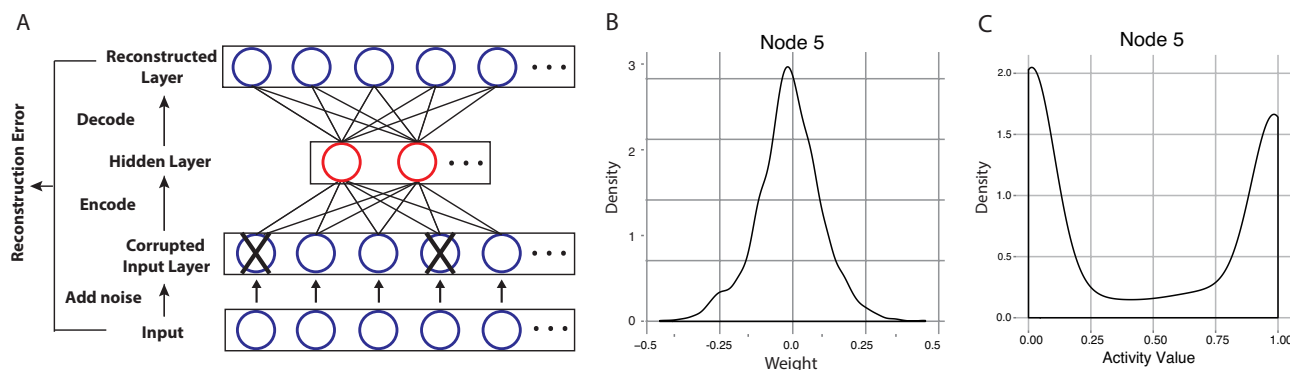 A
Reconstructed
Layer
Decode
Hidden Layer
Encode
Corrupted
Input Layer
Add noise
Input
Reconstruction Error
B
Node 5
Density
3
2
1
0
-0.5
-0.25
0.0
0.25
0.5
Weight
C
Node 5
Density
2.0
1.5
1.0
0.5
0.0
0.00
0.25
0.50
0.75
1.00
Activity Value